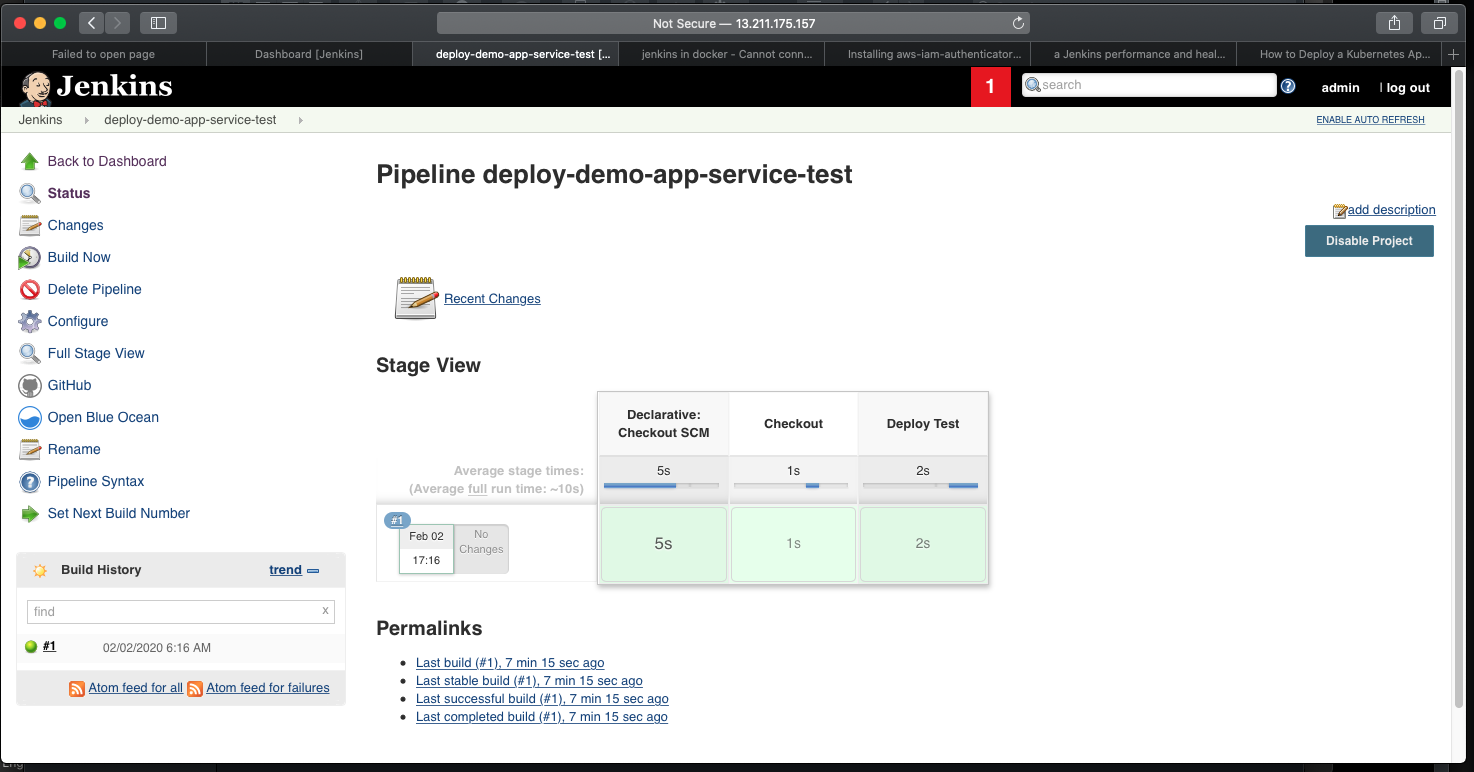 Not Secure — 13.211.175.157
Failed to open page
Dashboard [Jenkins]
deploy-demo-app-service-test [...
jenkins in docker - Cannot conn...
Installing aws-iam-authenticator...
a Jenkins performance and heal...
How to Deploy a Kubernetes Ap...
Jenkins
1
search
admin
| log out
Jenkins
deploy-demo-app-service-test
ENABLE AUTO REFRESH
Back to Dashboard
Status
Changes
Build Now
Delete Pipeline
Configure
Full Stage View
GitHub
Open Blue Ocean
Rename
Pipeline Syntax
Set Next Build Number
Build History
trend
find
x
#1
02/02/2020 6:16 AM
Atom feed for all
Atom feed for failures
Pipeline deploy-demo-app-service-test
add description
Disable Project
Recent Changes
Stage View
Declarative:
Checkout SCM
Checkout
Deploy Test
Average stage times:
(Average full run time: ~10s)
5s
1s
2s
#1
Feb 02
17:16
No
Changes
5s
1s
2s
Permalinks
Last build (#1), 7 min 15 sec ago
Last stable build (#1), 7 min 15 sec ago
Last successful build (#1), 7 min 15 sec ago
Last completed build (#1), 7 min 15 sec ago